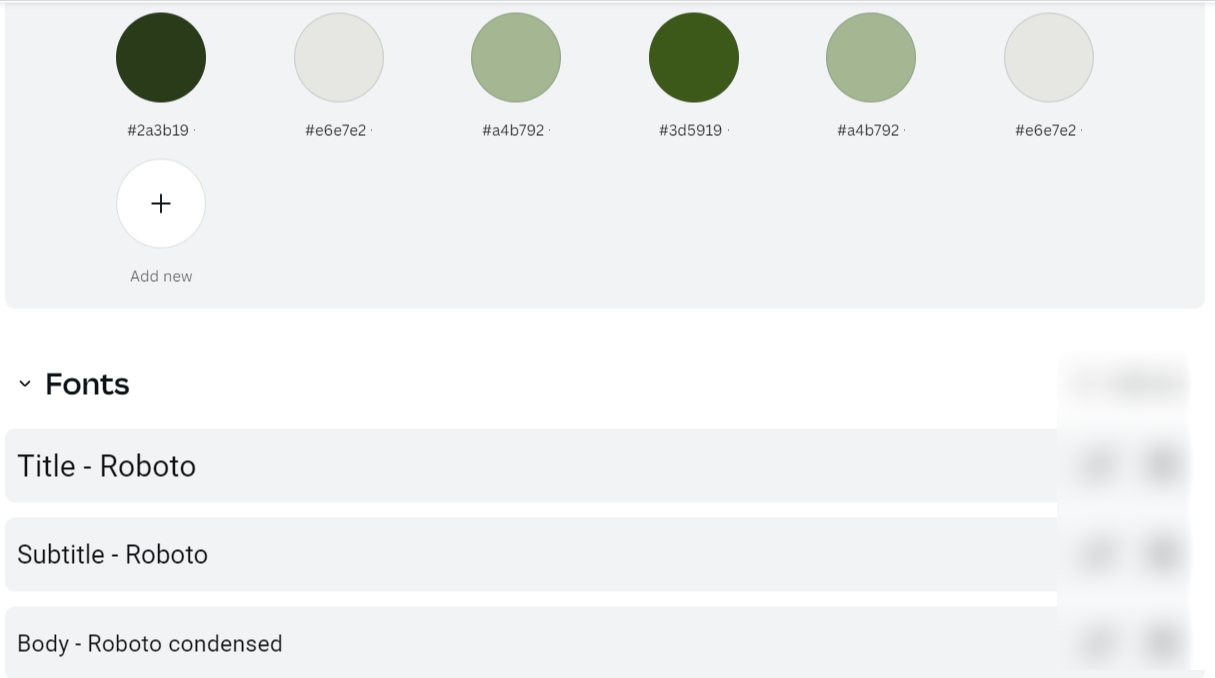 #2a3b19 · #e6e7e2 · #a4b792 · #3d5919 · #a4b792 · #e6e7e2 ·
+
Add new
Fonts
Title - Roboto
Subtitle - Roboto
Body - Roboto condensed